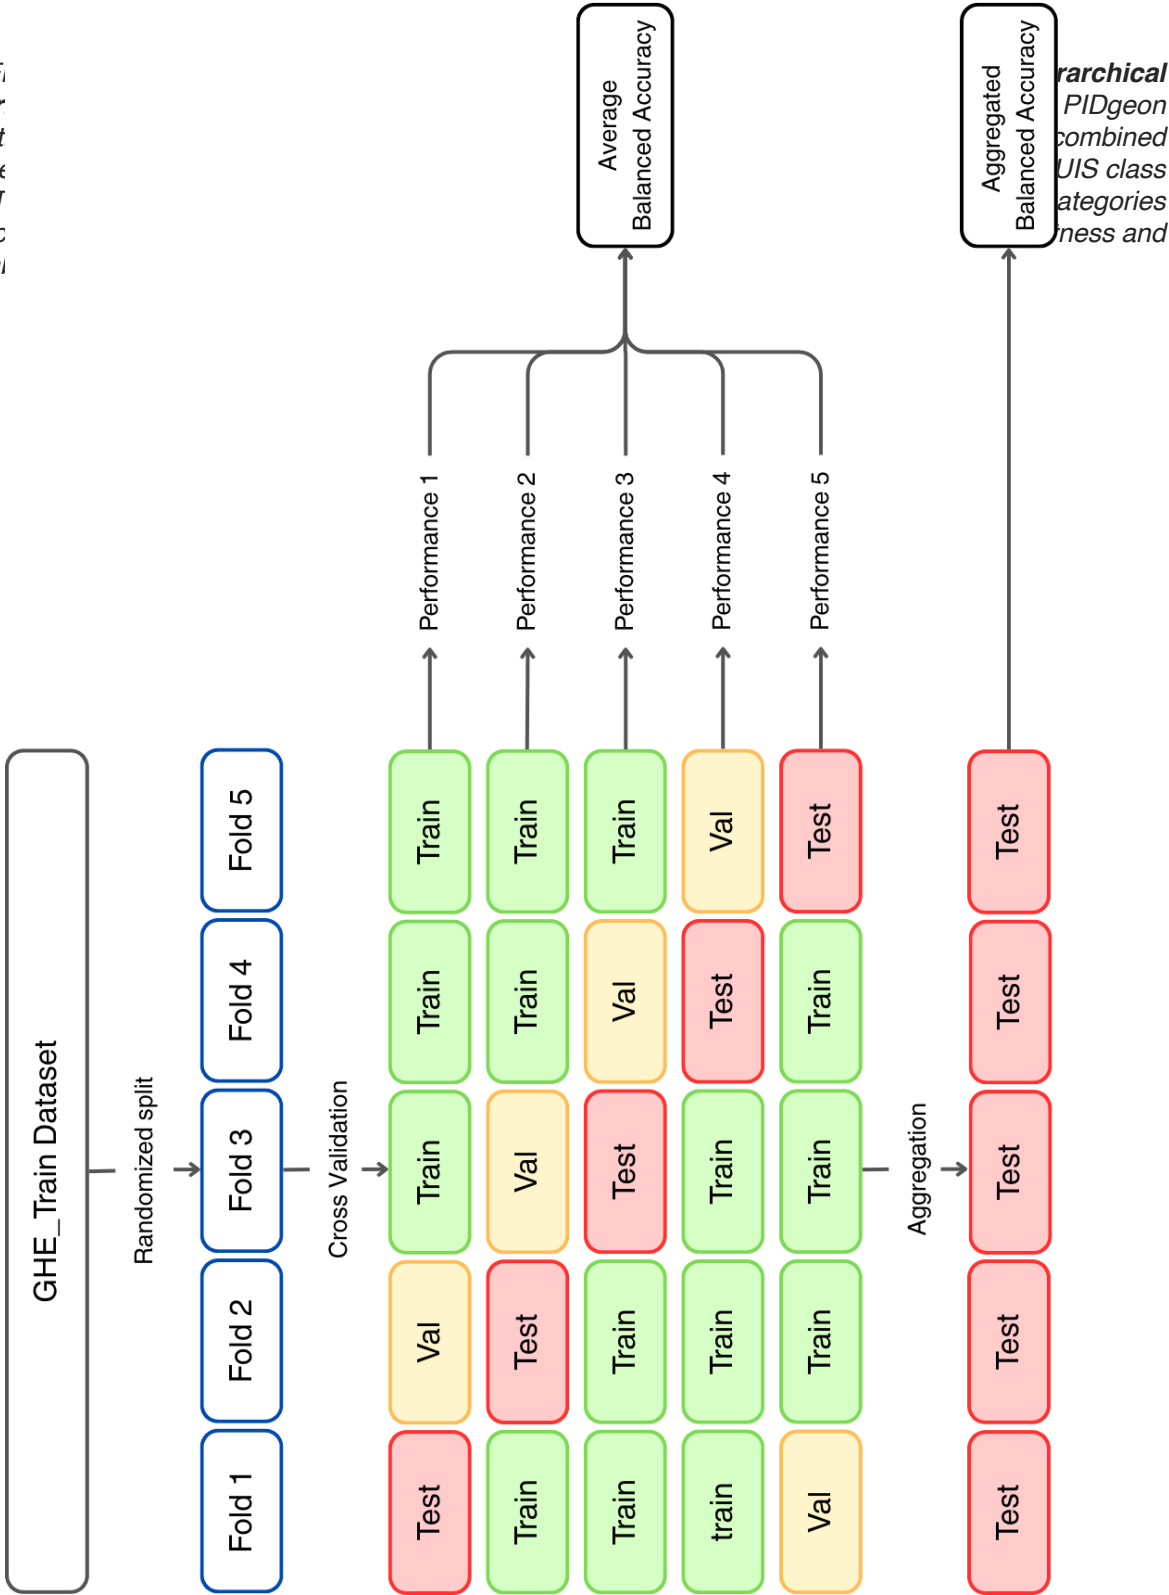 GHE_Train Dataset
Randomized split
Fold 1
Fold 2
Fold 3
Fold 4
Fold 5
Cross Validation
Test
Val
Train
Train
Train
Performance 1
Train
Test
Val
Train
Train
Performance 2
Train
Train
Test
Val
Train
Performance 3
train
Train
Train
Test
Val
Performance 4
Val
Train
Train
Train
Test
Performance 5
Average
Balanced Accuracy
Aggregation
Test
Test
Test
Test
Test
Aggregated
Balanced Accuracy
rarchical
PIDgeon
combined
UIS class
ategories
tness and